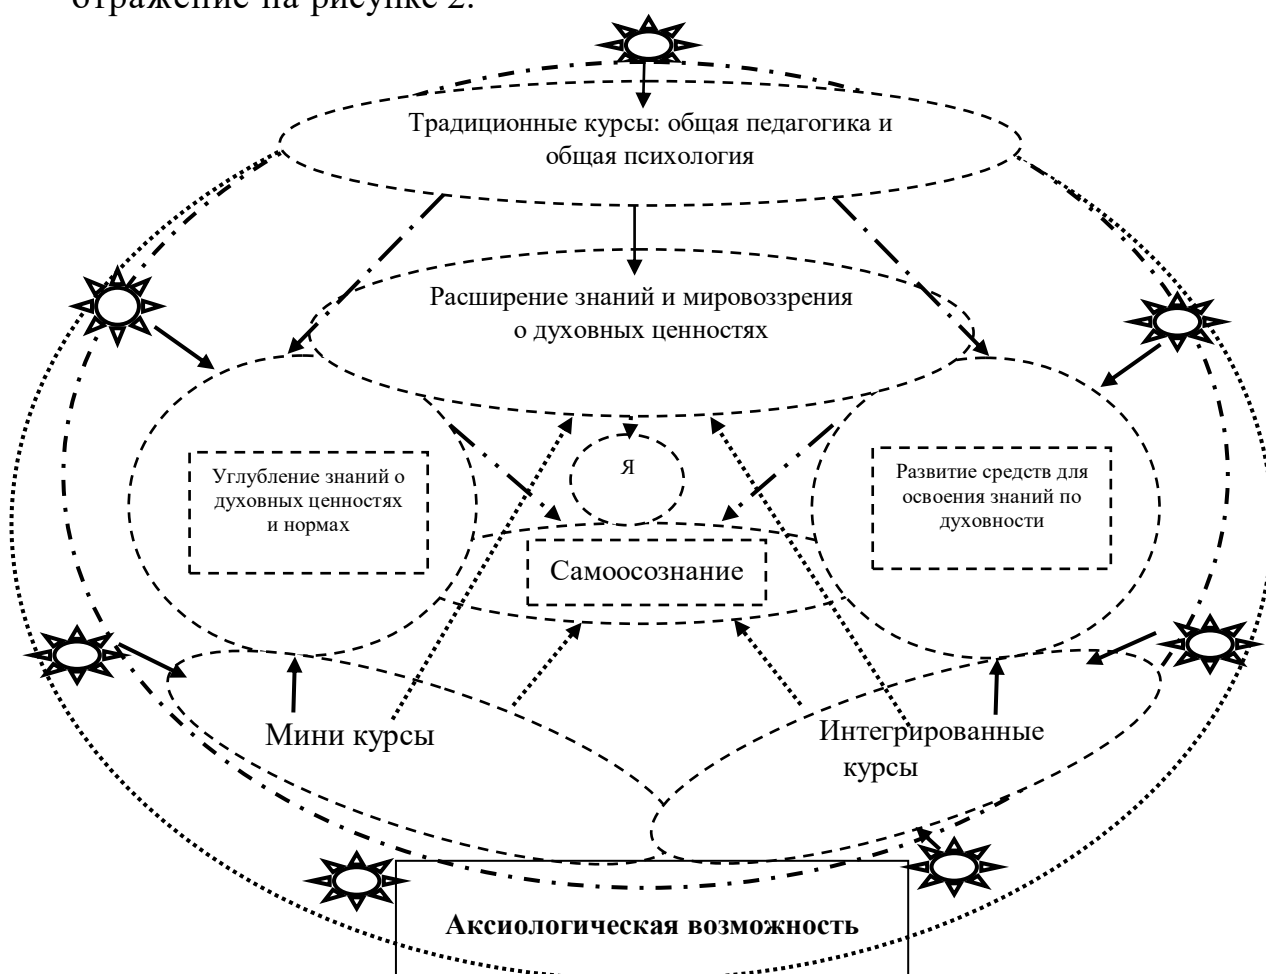 отражение на рисунке 2.
Традиционные курсы: общая педагогика и
общая психология
Расширение знаний и мировоззрения
о духовных ценностях
Я
Углубление знаний о
духовных ценностях
и нормах
Развитие средств для
освоения знаний по
духовности
Самоосознание
Мини курсы
Интегрированные
курсы
Аксиологическая возможность